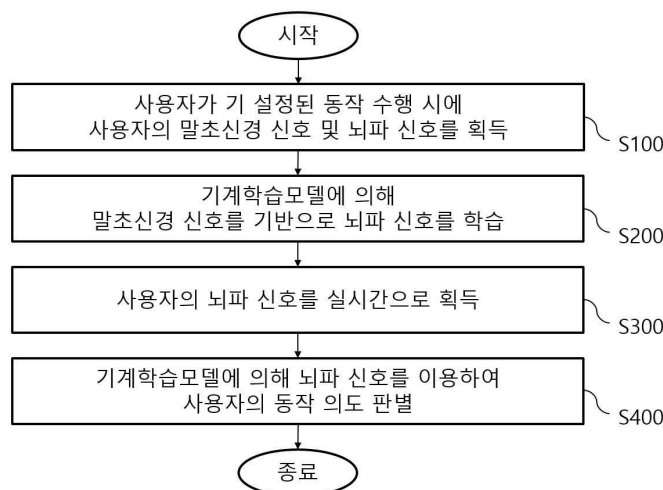 시작
사용자가 기 설정된 동작 수행 시에
사용자의 말초신경 신호 및 뇌파 신호를 획득
S100
기계학습모델에 의해
말초신경 신호를 기반으로 뇌파 신호를 학습
S200
사용자의 뇌파 신호를 실시간으로 획득
S300
기계학습모델에 의해 뇌파 신호를 이용하여
사용자의 동작 의도 판별
S400
종료